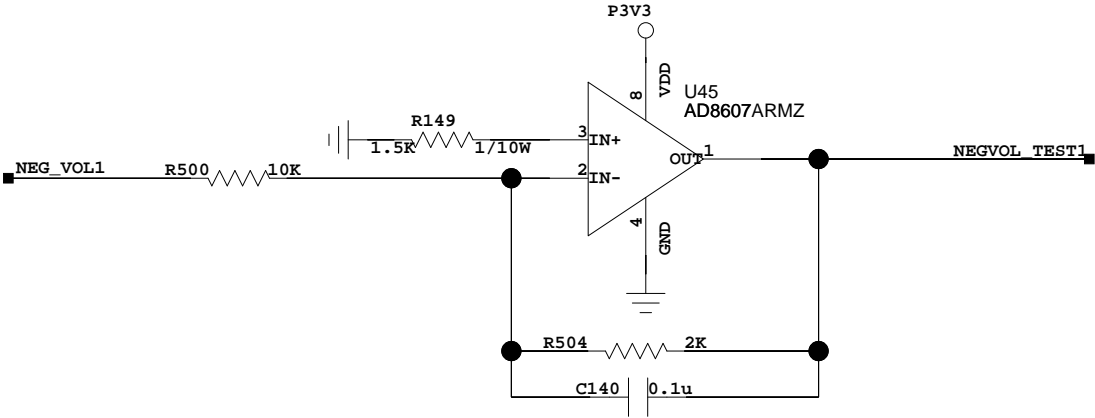 P3V3
VDD
8
U45
AD8607ARMZ
R149
1.5K
1/10W
3
IN+
OUT
1
NEGVOL_TEST1
NEG_VOL1
R500
10K
2
IN-
4
GND
R504
2K
C140
0.1u